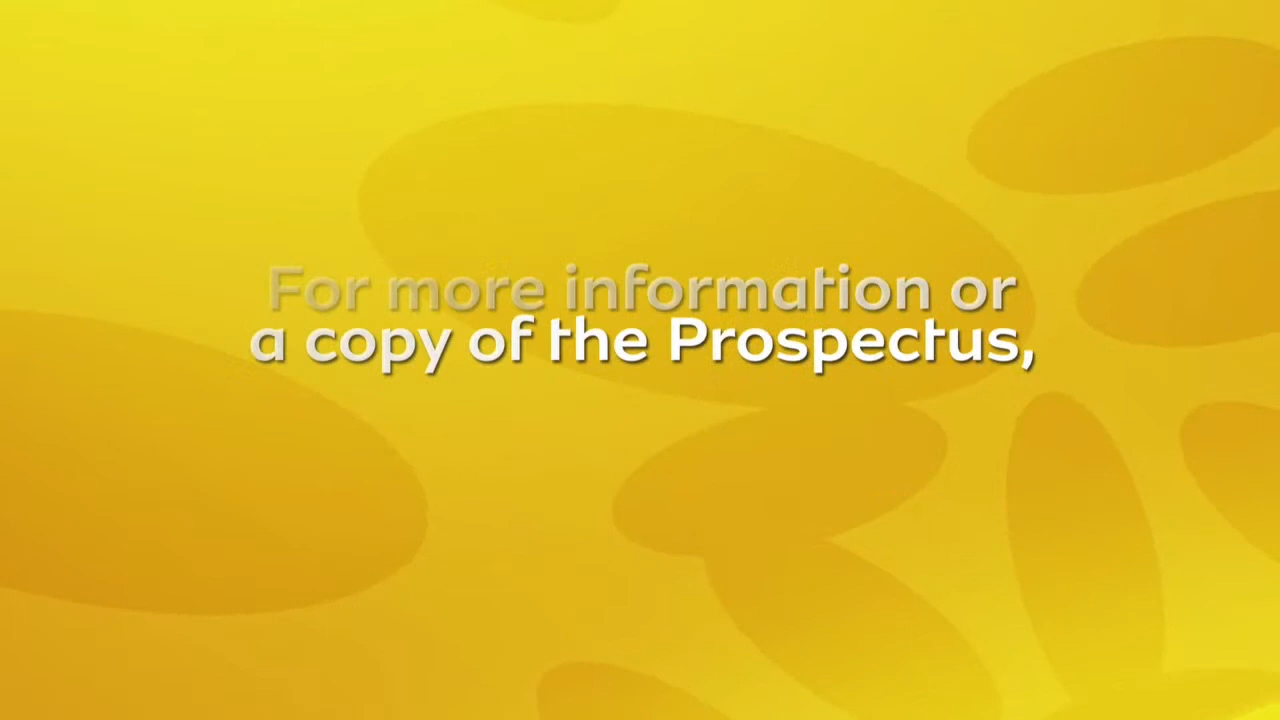 For more information or
a copy of the Prospectus,